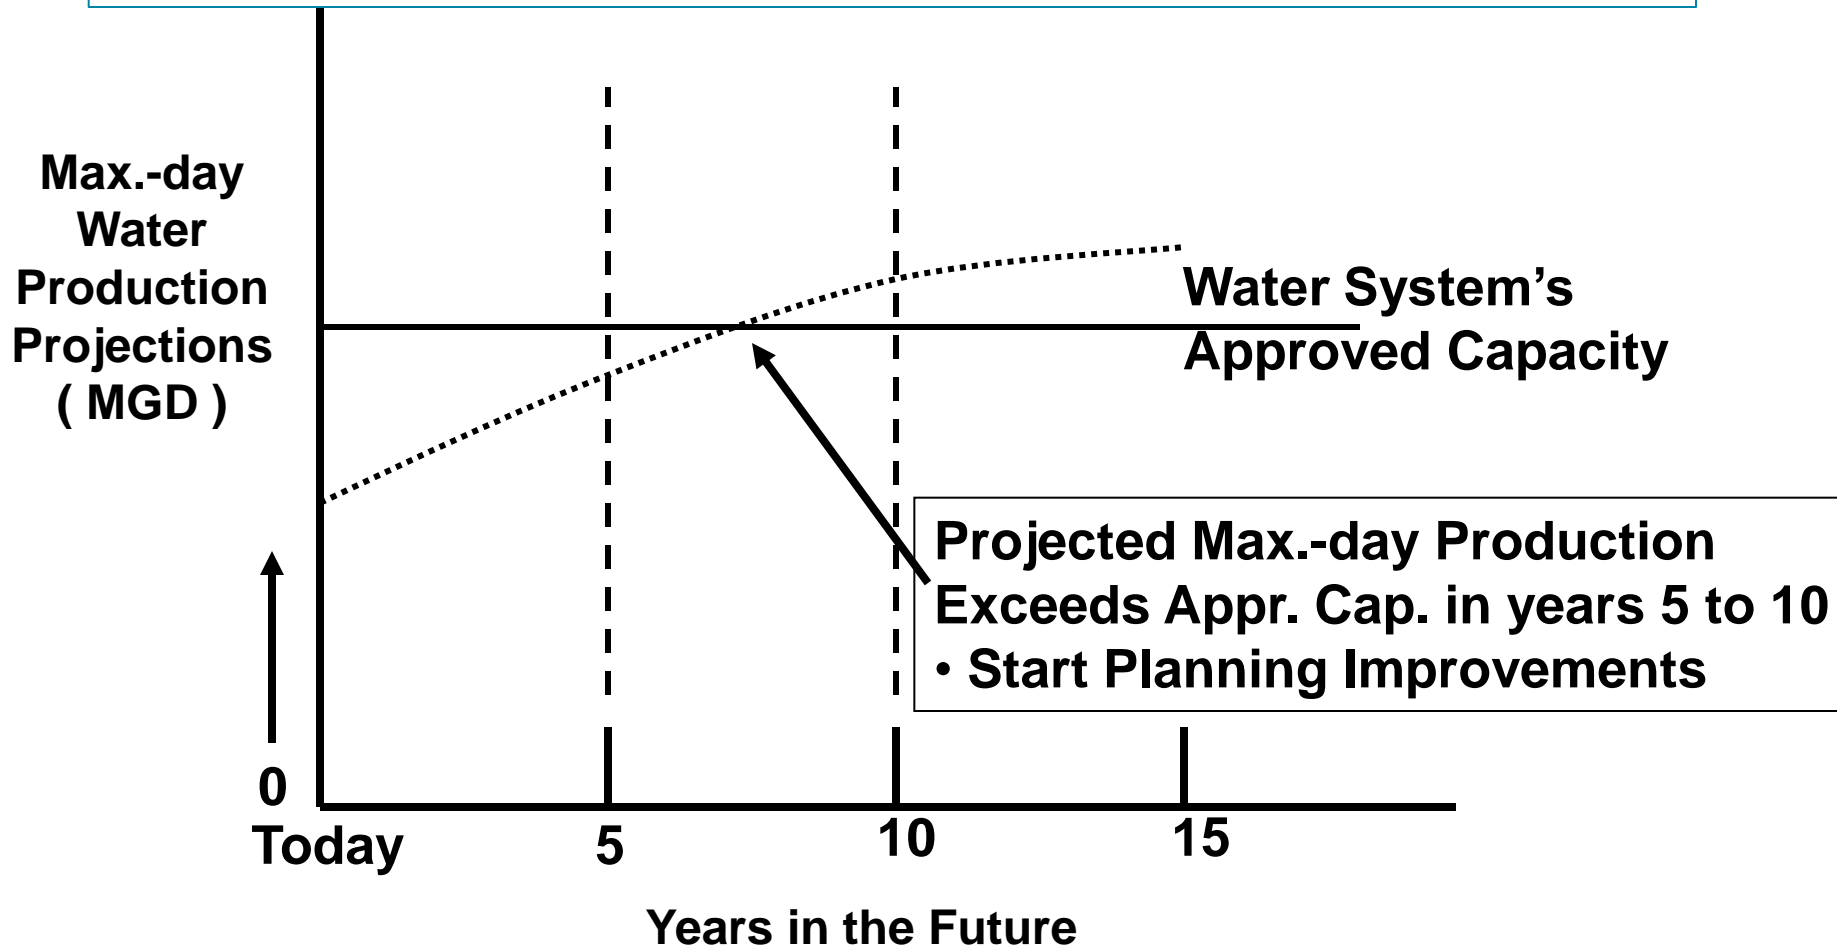 Max.-day
Water
Production
Projections
( MGD )
Water System’s
Approved Capacity
Projected Max.-day Production
Exceeds Appr. Cap. in years 5 to 10
• Start Planning Improvements
0
Today
5
10
15
Years in the Future